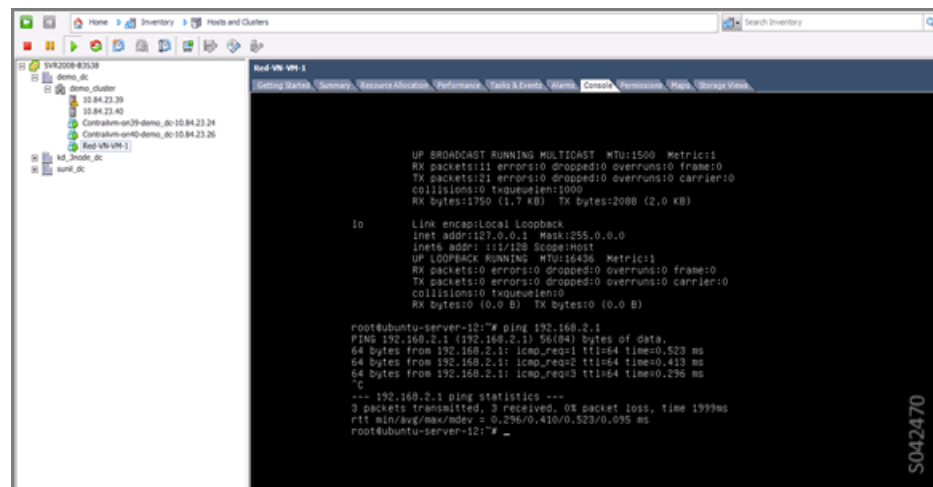 Home Inventory Hosts and Clusters Search Inventory
SVR2008-B3538
demo_dc
demo_cluster
10.84.23.39
10.84.23.40
Contrailvm-on39-demo_dc-10.84.23.24
Contrailvm-on40-demo_dc-10.84.23.26
Red-VN-VM-1
kd_3node_dc
sunil_dc
Red-VN-VM-1
Getting Started Summary Resource Allocation Performance Tasks & Events Alarms Console Permissions Maps Storage Views
UP BROADCAST RUNNING MULTICAST  MTU:1500  Metric:1
RX packets:11 errors:0 dropped:0 overruns:0 frame:0
TX packets:21 errors:0 dropped:0 overruns:0 carrier:0
collisions:0 txqueuelen:1000
RX bytes:1750 (1.7 KB)  TX bytes:2088 (2.0 KB)
lo Link encap:Local Loopback
inet addr:127.0.0.1  Mask:255.0.0.0
inet6 addr: ::1/128 Scope:Host
UP LOOPBACK RUNNING  MTU:16436  Metric:1
RX packets:0 errors:0 dropped:0 overruns:0 frame:0
TX packets:0 errors:0 dropped:0 overruns:0 carrier:0
collisions:0 txqueuelen:0
RX bytes:0 (0.0 B)  TX bytes:0 (0.0 B)
root@ubuntu-server-12:~# ping 192.168.2.1
PING 192.168.2.1 (192.168.2.1) 56(84) bytes of data.
64 bytes from 192.168.2.1: icmp_req=1 ttl=64 time=0.523 ms
64 bytes from 192.168.2.1: icmp_req=2 ttl=64 time=0.413 ms
64 bytes from 192.168.2.1: icmp_req=3 ttl=64 time=0.296 ms
^C
--- 192.168.2.1 ping statistics ---
3 packets transmitted, 3 received, 0% packet loss, time 1999ms
rtt min/avg/max/mdev = 0.296/0.410/0.523/0.095 ms
root@ubuntu-server-12:~# _
S042470